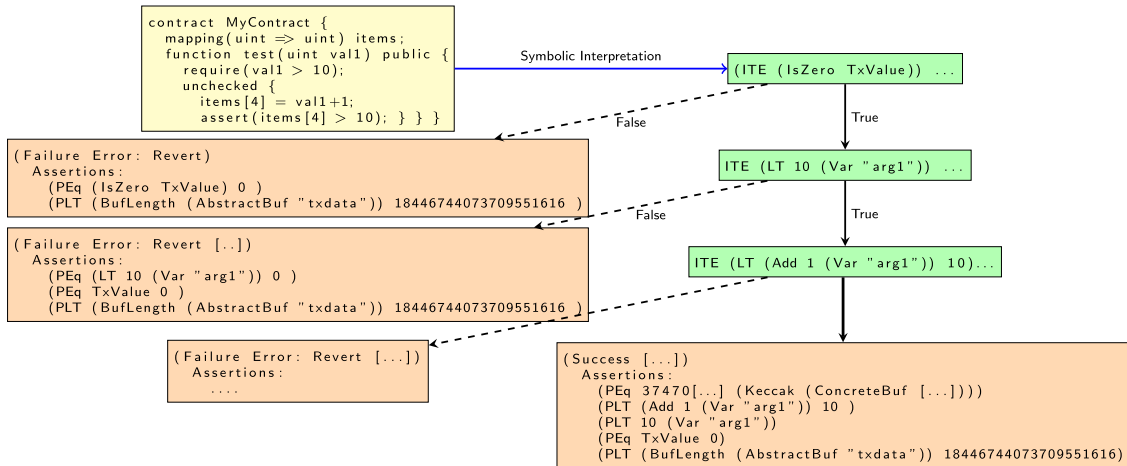 contract MyContract {
mapping(uint => uint) items;
function test(uint val1) public {
require(val1 > 10);
unchecked {
items[4] = val1+1;
assert(items[4] > 10); } } }
Symbolic Interpretation
(ITE (IsZero TxValue)) ...
False
True
(Failure Error: Revert)
Assertions:
(PEq (IsZero TxValue) 0 )
(PLT (BufLength (AbstractBuf "txdata")) 18446744073709551616 )
ITE (LT 10 (Var "arg1")) ...
False
True
(Failure Error: Revert [..])
Assertions:
(PEq (LT 10 (Var "arg1")) 0 )
(PEq TxValue 0 )
(PLT (BufLength (AbstractBuf "txdata")) 18446744073709551616 )
ITE (LT (Add 1 (Var "arg1")) 10)...
(Failure Error: Revert [...])
Assertions:
....
(Success [...])
Assertions:
(PEq 37470[...] (Keccak (ConcreteBuf [...])))
(PLT (Add 1 (Var "arg1")) 10 )
(PLT 10 (Var "arg1"))
(PEq TxValue 0)
(PLT (BufLength (AbstractBuf "txdata")) 18446744073709551616)